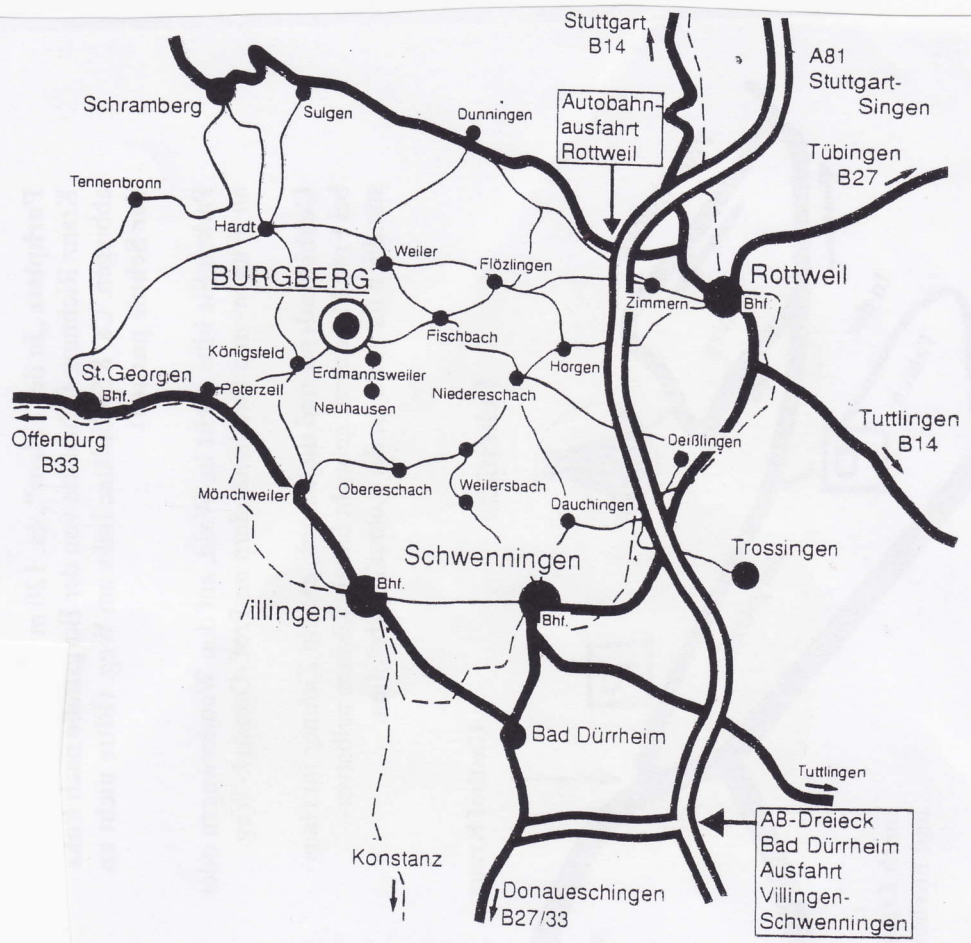 Stuttgart
B14
A81
Stuttgart-
Singen
Autobahn-
ausfahrt
Rottweil
Tübingen
B27
Schramberg
Sulgen
Dunningen
Tennenbronn
Hardt
Weiler
BURGBERG
Flözlingen
Rottweil
Zimmern
Bhf
Fischbach
Königsfeld
Horgen
Erdmannsweiler
St.Georgen
Bhf.
Peterzell
Neuhausen
Niedereschach
Offenburg
B33
Tuttlingen
B14
Deißlingen
Mönchweiler
Obereschach
Weilersbach
Dauchingen
Schwenningen
Trossingen
Bhf.
/illingen-
Bhf.
Bad Dürrheim
Tuttlingen
Konstanz
AB-Dreieck
Bad Dürrheim
Ausfahrt
Villingen-
Schwenningen
Donaueschingen
B27/33